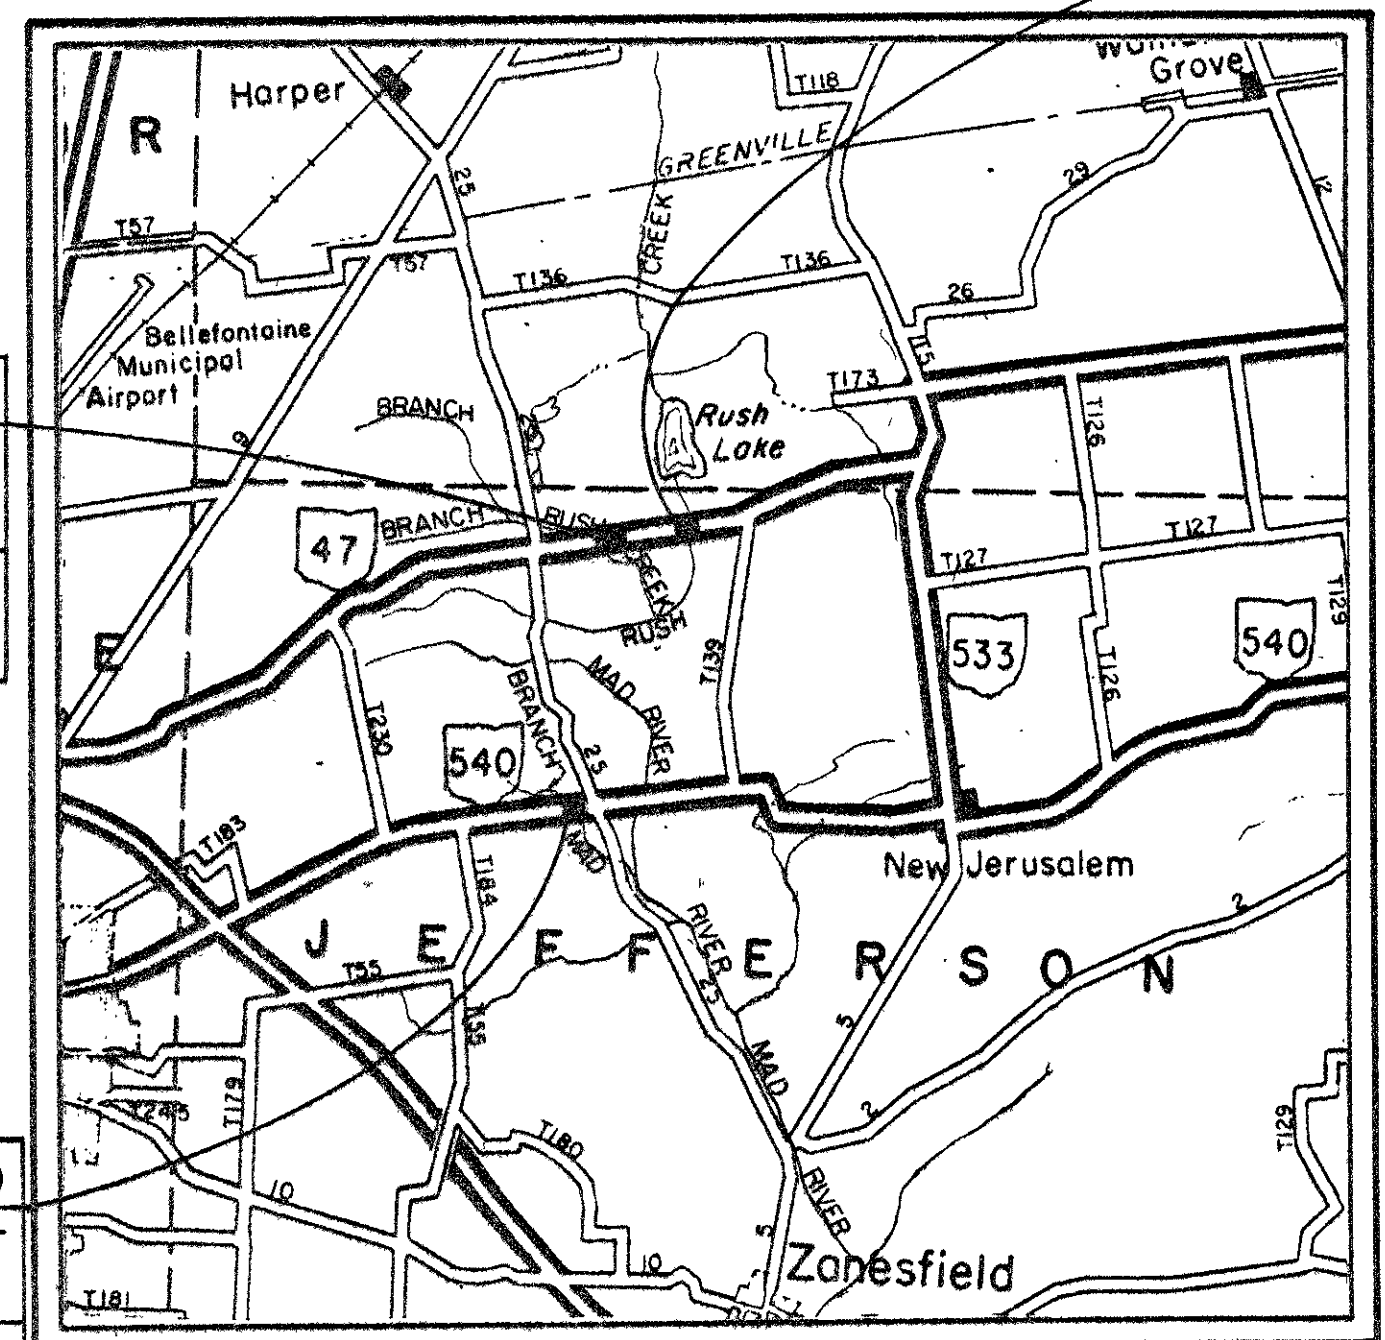 Harper
T118
Grove
R
GREENVILLE
25
29
T57
T57
CREEK
T136
T136
26
Bellefontaine
Municipal
Airport
T5
T173
BRANCH
Rush
Lake
T126
6
BRANCH
RUSH
47
T127
T127
CREEK
RUSH
T129
E
533
540
T139
T126
MAD
RIVER
BRANCH
T230
540
25
T183
MAD
New Jerusalem
T184
2
RIVER
J E F F E R S O N
T55
25
T55
5
MAD
2
T179
T245
T129
T180
10
RIVER
5
10
Zanesfield
T181